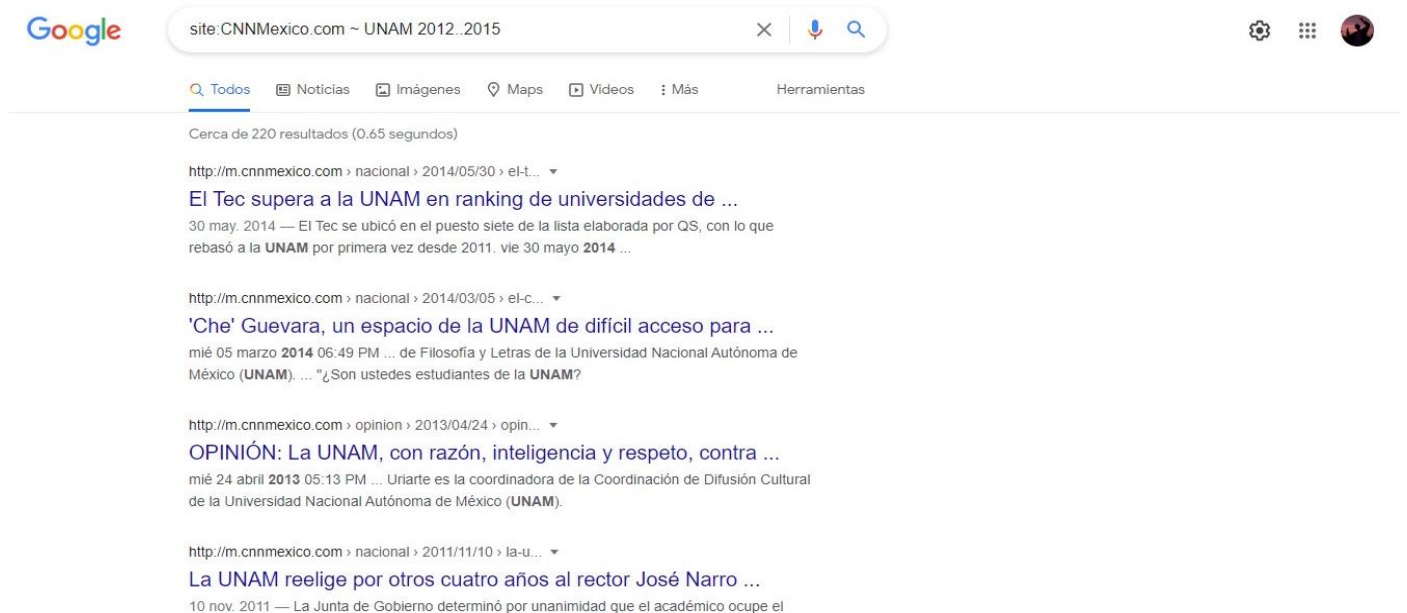 Google
site:CNNMexico.com ~ UNAM 2012..2015
Todos Noticias Imágenes Maps Videos Más Herramientas
Cerca de 220 resultados (0.65 segundos)
http://m.cnnmexico.com › nacional › 2014/05/30 › el-t...
El Tec supera a la UNAM en ranking de universidades de ...
30 may. 2014 — El Tec se ubicó en el puesto siete de la lista elaborada por QS, con lo que
rebasó a la UNAM por primera vez desde 2011. vie 30 mayo 2014 ...
http://m.cnnmexico.com › nacional › 2014/03/05 › el-c...
'Che' Guevara, un espacio de la UNAM de difícil acceso para ...
mié 05 marzo 2014 06:49 PM ... de Filosofía y Letras de la Universidad Nacional Autónoma de
México (UNAM). ... "¿Son ustedes estudiantes de la UNAM?
http://m.cnnmexico.com › opinion › 2013/04/24 › opin...
OPINIÓN: La UNAM, con razón, inteligencia y respeto, contra ...
mié 24 abril 2013 05:13 PM ... Uriarte es la coordinadora de la Coordinación de Difusión Cultural
de la Universidad Nacional Autónoma de México (UNAM).
http://m.cnnmexico.com › nacional › 2011/11/10 › la-u...
La UNAM reelige por otros cuatro años al rector José Narro ...
10 nov. 2011 — La Junta de Gobierno determinó por unanimidad que el académico ocupe el